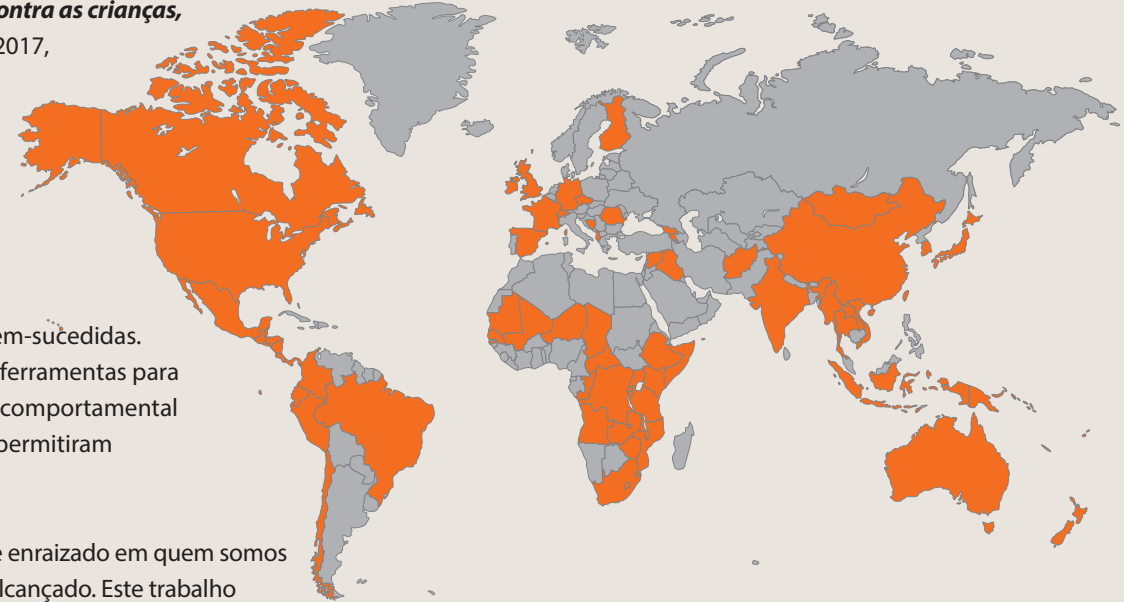 ontra as crianças,
2017,
em-sucedidas.
ferramentas para
comportamental
permitiram
e enraizado em quem somos
lcançado. Este trabalho